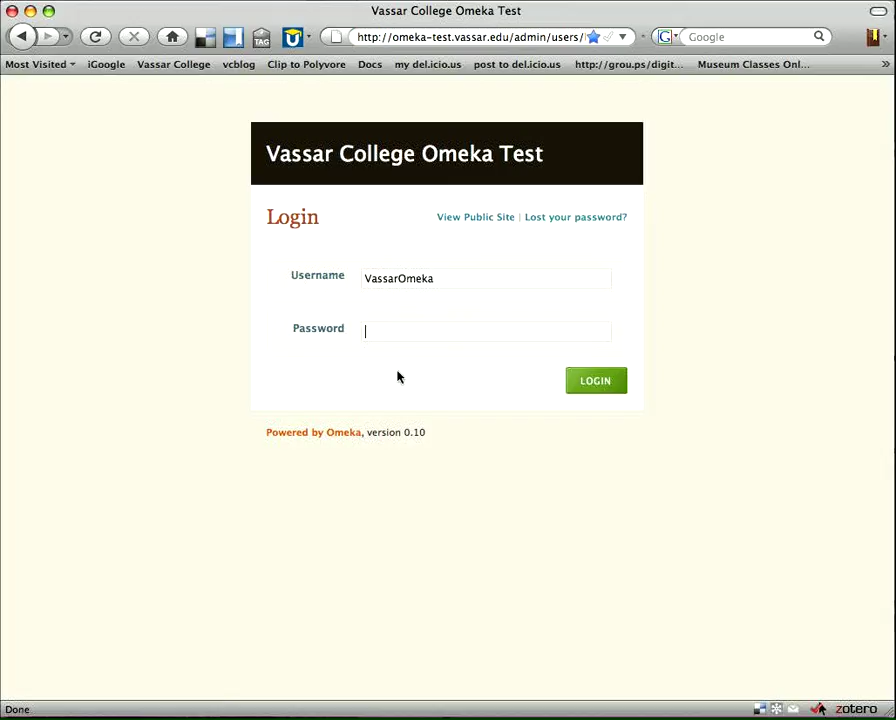 Vassar College Omeka Test
http://omeka-test.vassar.edu/admin/users/
Google
Most Visited iGoogle Vassar College vcblog Clip to Polyvore Docs my del.icio.us post to del.icio.us http://grou.ps/digit... Museum Classes Onl... »
TAG
Vassar College Omeka Test
Login
View Public Site | Lost your password?
Username VassarOmeka
Password
LOGIN
Powered by Omeka, version 0.10
Done
zotero